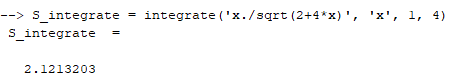 --> S_integrate = integrate('x./sqrt(2+4*x)', 'x', 1, 4)
S_integrate  =
2.1213203